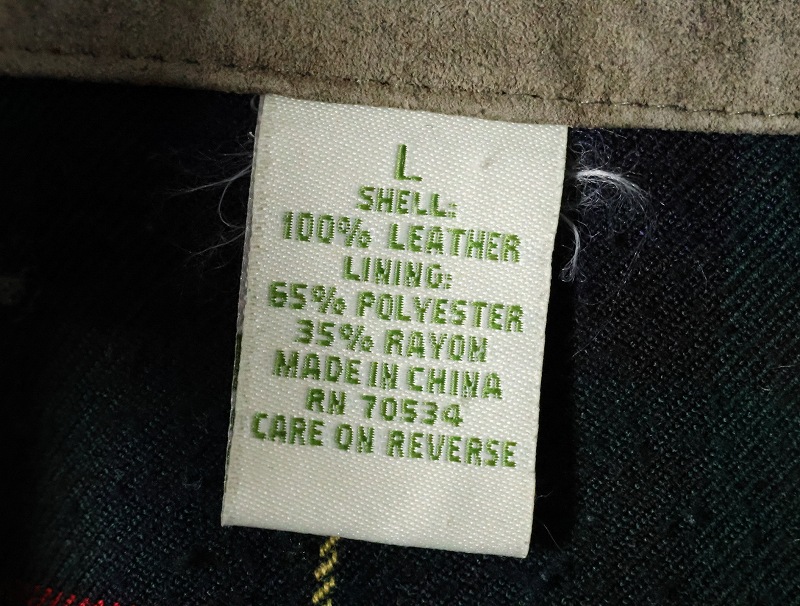 L
SHELL:
100% LEATHER
LINING:
65% POLYESTER
35% RAYON
MADE IN CHINA
RN 70534
CARE ON REVERSE